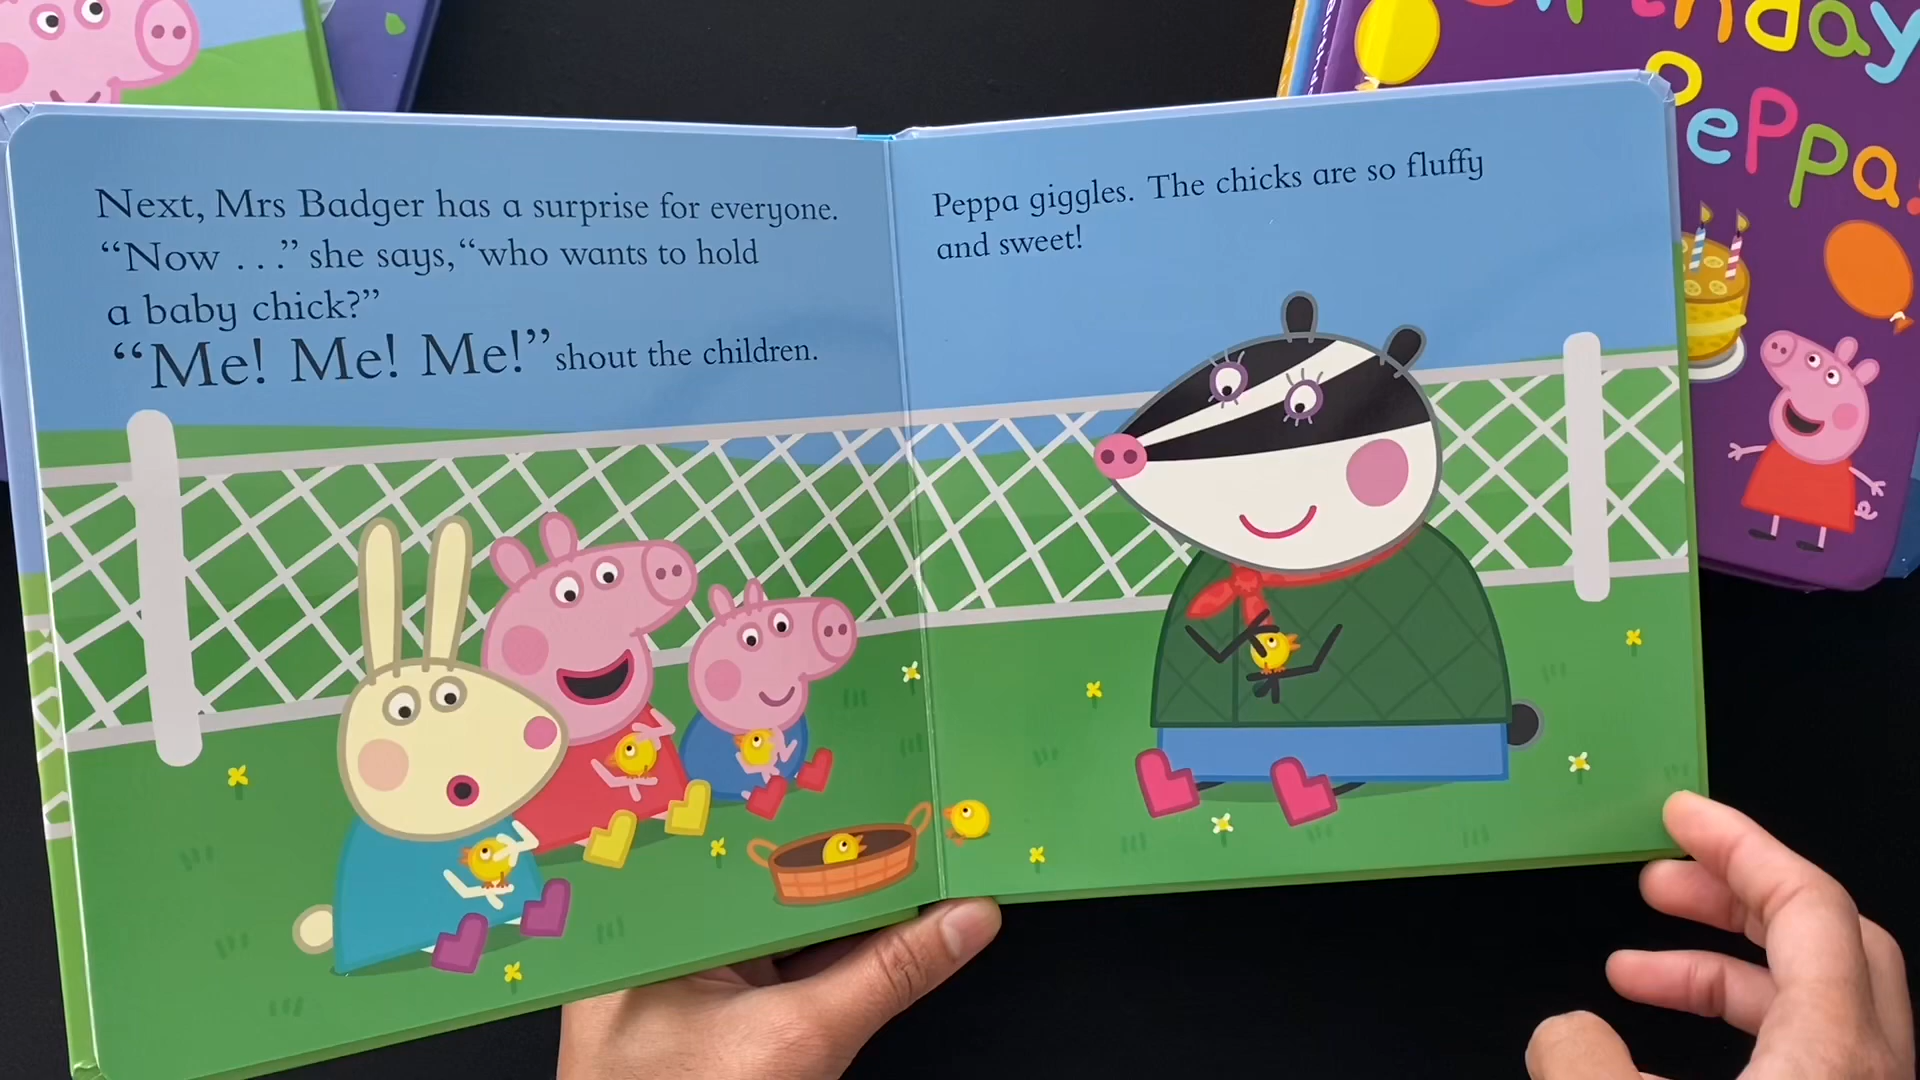 Next, Mrs Badger has a surprise for everyone.
“Now . . .” she says, “who wants to hold
a baby chick?”
“Me! Me! Me!” shout the children.
Peppa giggles. The chicks are so fluffy
and sweet!
Peppa!